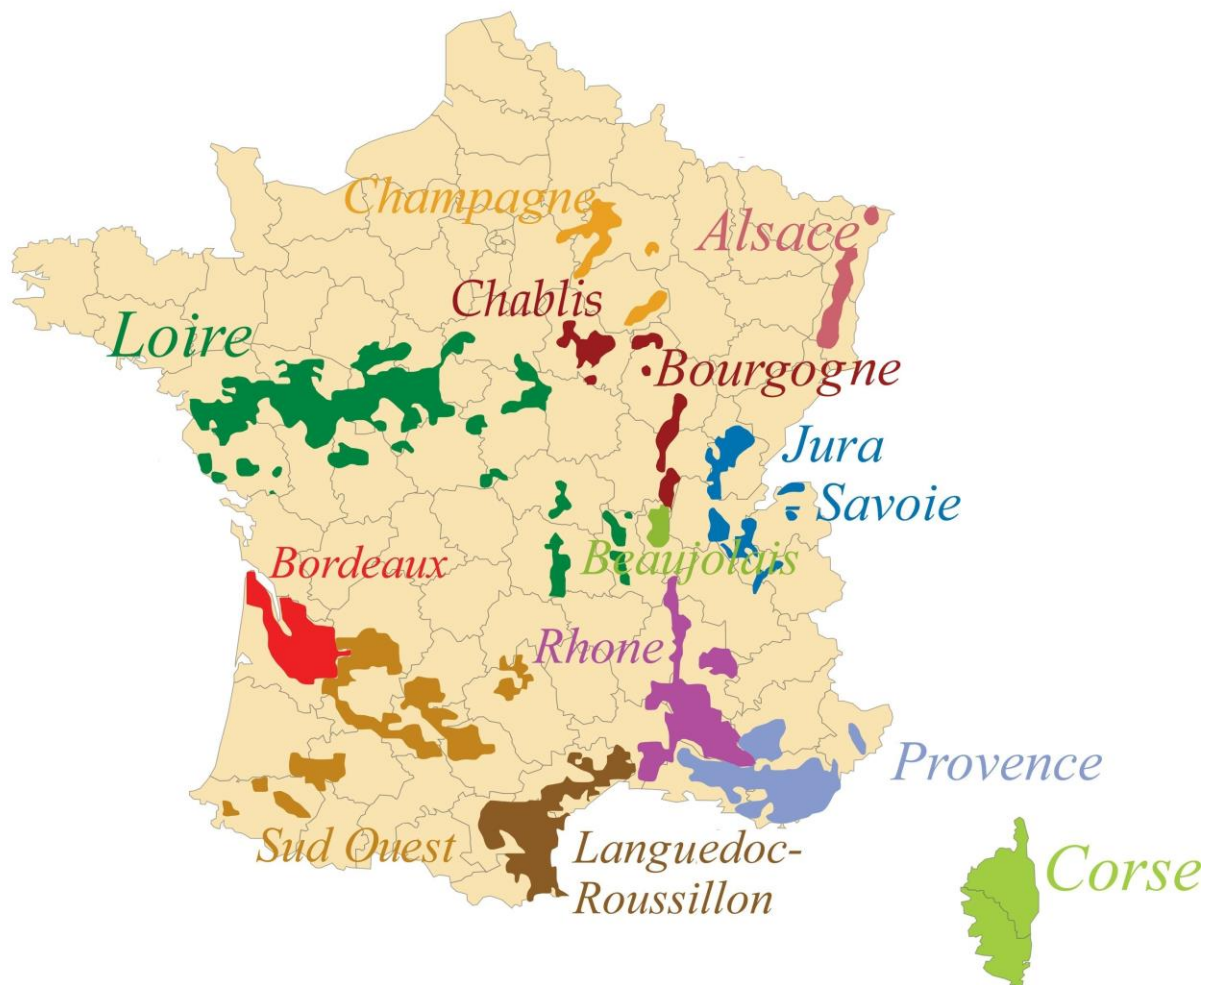 Champagne
Alsace
Chablis
Loire
Bourgogne
Jura
Savoie
Beaujolais
Bordeaux
Rhone
Provence
Sud Ouest
Languedoc-
Roussillon
Corse